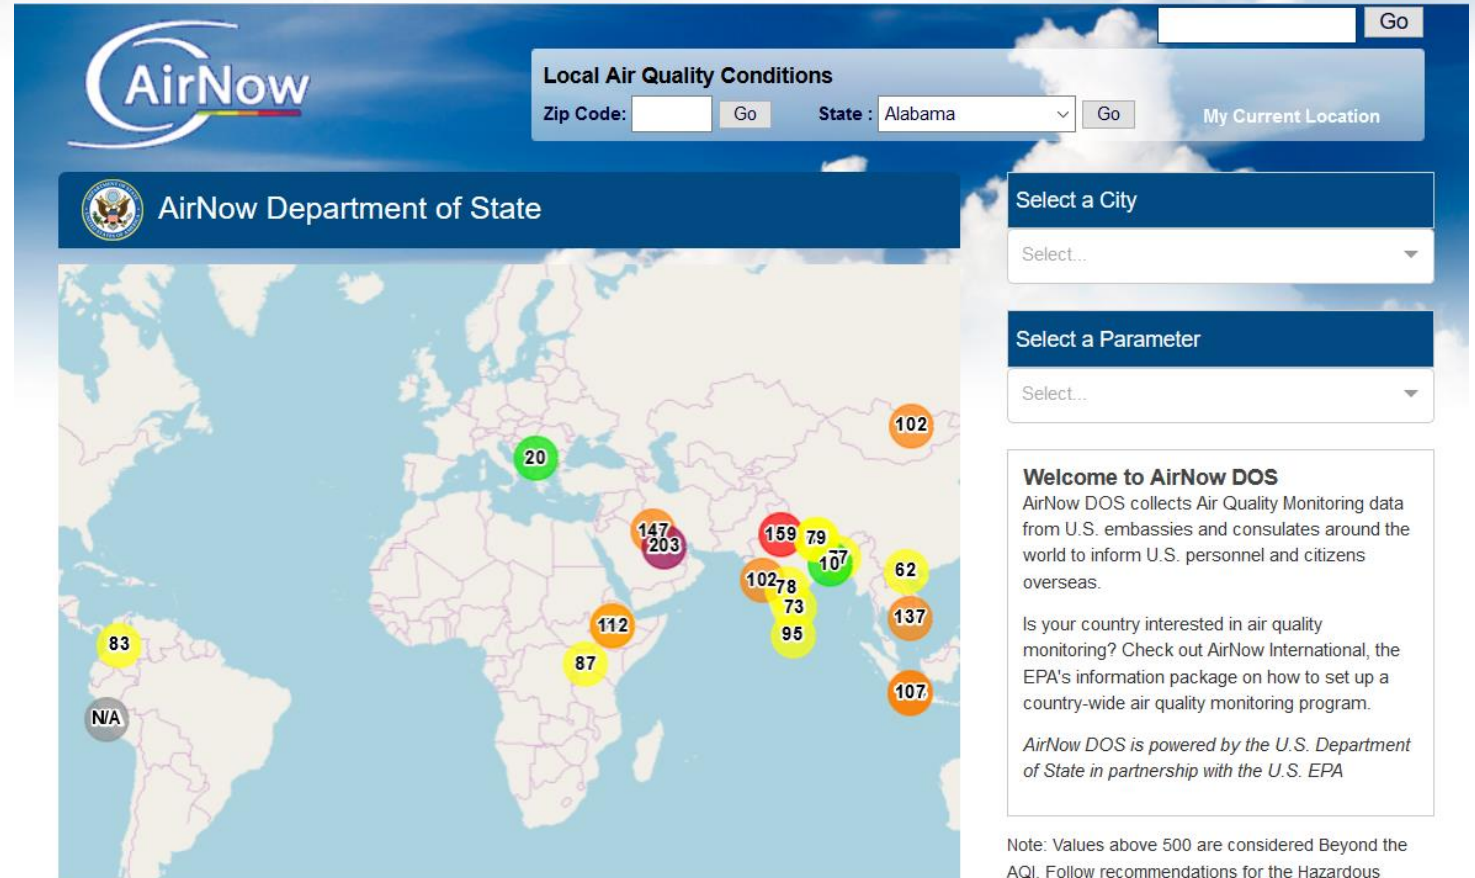 Go
AirNow
Local Air Quality Conditions
Zip Code: Go State : Alabama Go My Current Location
AirNow Department of State
Select a City
Select...
Select a Parameter
Select...
102
20
147
203
159
79
77
10
102
78
73
95
62
137
112
87
107
83
N/A
Welcome to AirNow DOS
AirNow DOS collects Air Quality Monitoring data
from U.S. embassies and consulates around the
world to inform U.S. personnel and citizens
overseas.
Is your country interested in air quality
monitoring? Check out AirNow International, the
EPA's information package on how to set up a
country-wide air quality monitoring program.
AirNow DOS is powered by the U.S. Department
of State in partnership with the U.S. EPA
Note: Values above 500 are considered Beyond the
AQI. Follow recommendations for the Hazardous